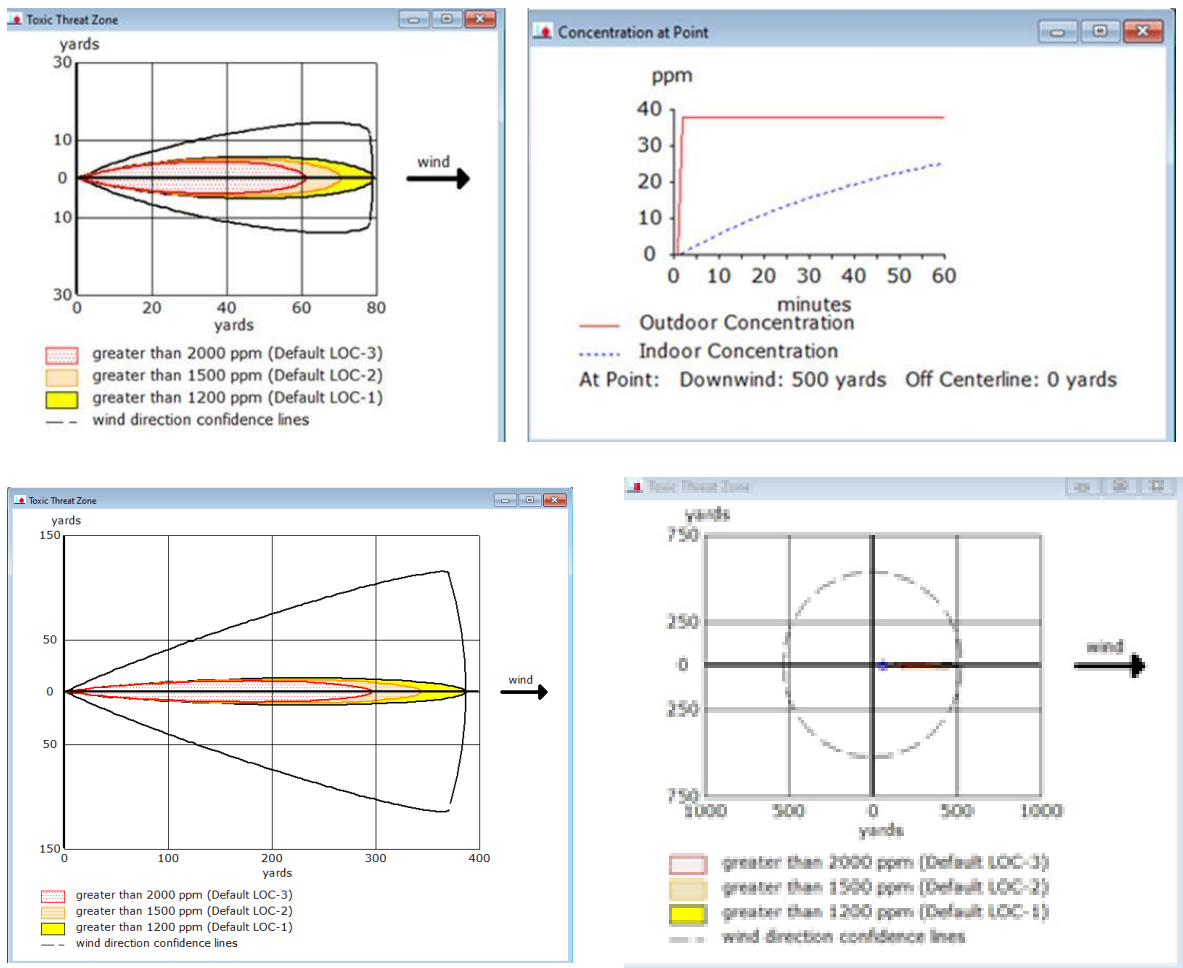 Toxic Threat Zone
yards
30
10
0
10
30
0 20 40 60 80
yards
wind
greater than 2000 ppm (Default LOC-3)
greater than 1500 ppm (Default LOC-2)
greater than 1200 ppm (Default LOC-1)
wind direction confidence lines
Concentration at Point
ppm
40
30
20
10
0
0 10 20 30 40 50 60
minutes
Outdoor Concentration
Indoor Concentration
At Point: Downwind: 500 yards Off Centerline: 0 yards
Toxic Threat Zone
yards
150
50
0
50
150
0 100 200 300 400
yards
wind
greater than 2000 ppm (Default LOC-3)
greater than 1500 ppm (Default LOC-2)
greater than 1200 ppm (Default LOC-1)
wind direction confidence lines
Toxic Threat Zone
yards
750
250
0
250
750
1000 500 0 500 1000
yards
wind
greater than 2000 ppm (Default LOC-3)
greater than 1500 ppm (Default LOC-2)
greater than 1200 ppm (Default LOC-1)
wind direction confidence lines